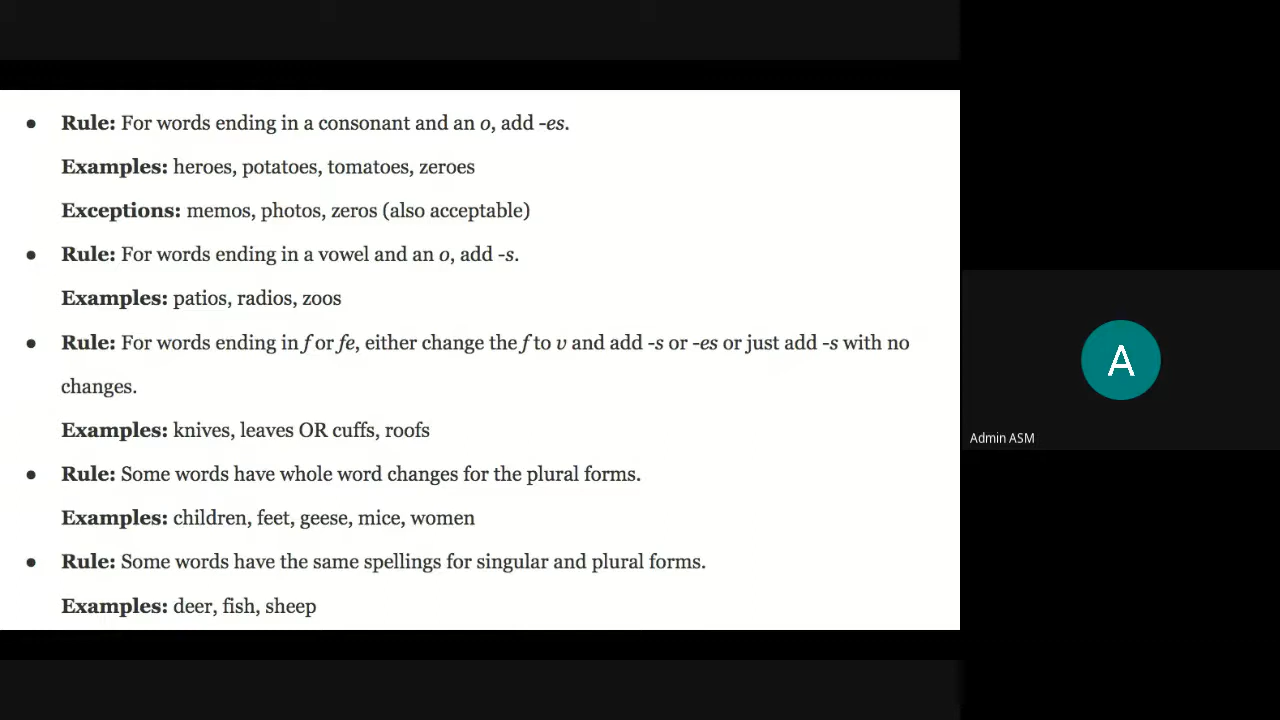 ● Rule: For words ending in a consonant and an o, add -es.
Examples: heroes, potatoes, tomatoes, zeroes
Exceptions: memos, photos, zeros (also acceptable)
● Rule: For words ending in a vowel and an o, add -s.
Examples: patios, radios, zoos
● Rule: For words ending in f or fe, either change the f to v and add -s or -es or just add -s with no
changes.
Examples: knives, leaves OR cuffs, roofs
● Rule: Some words have whole word changes for the plural forms.
Examples: children, feet, geese, mice, women
● Rule: Some words have the same spellings for singular and plural forms.
Examples: deer, fish, sheep
A
Admin ASM